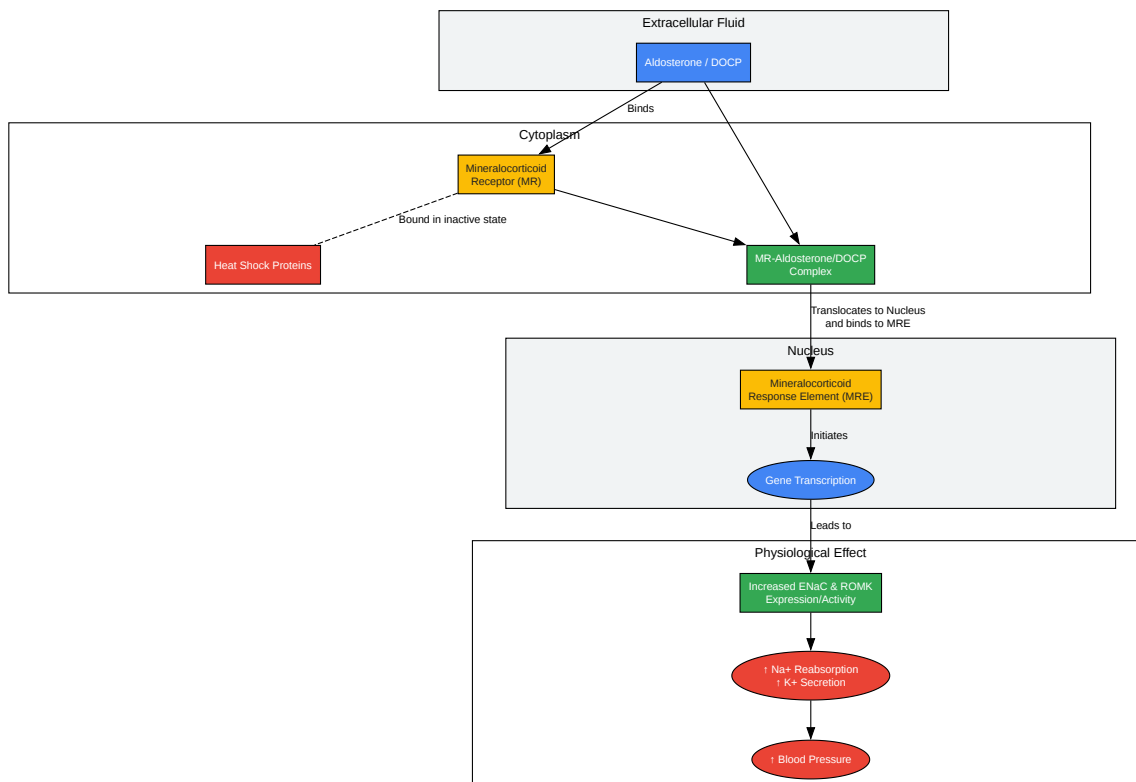 Extracellular Fluid
Aldosterone / DOCP
Binds
Cytoplasm
Mineralocorticoid
Receptor (MR)
Bound in inactive state
Heat Shock Proteins
MR-Aldosterone/DOCP
Complex
Translocates to Nucleus
and binds to MRE
Nucleus
Mineralocorticoid
Response Element (MRE)
Initiates
Gene Transcription
Leads to
Physiological Effect
Increased ENaC & ROMK
Expression/Activity
↑ Na+ Reabsorption
↑ K+ Secretion
↑ Blood Pressure